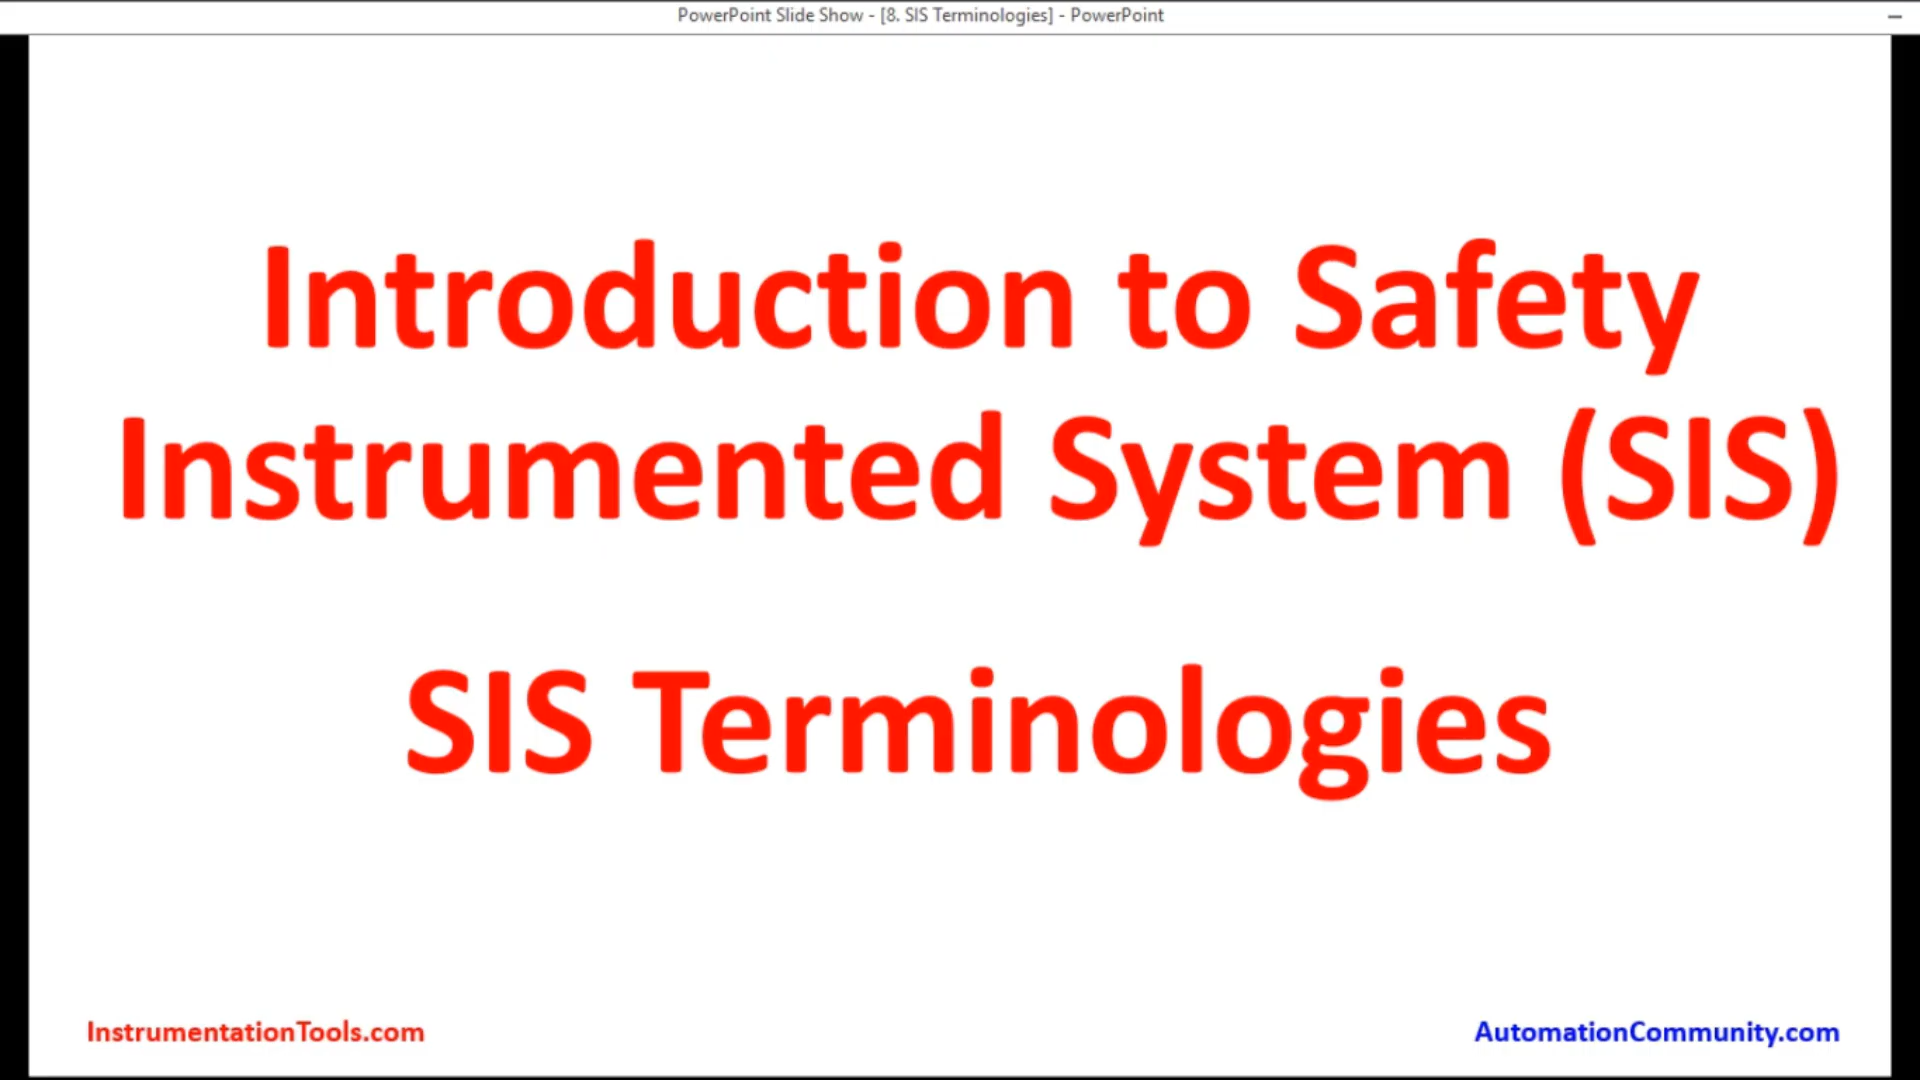 PowerPoint Slide Show - [8. SIS Terminologies] - PowerPoint
Introduction to Safety
Instrumented System (SIS)
SIS Terminologies
InstrumentationTools.com
AutomationCommunity.com